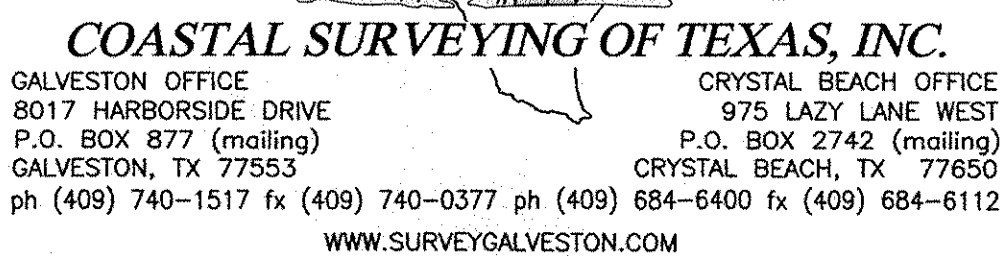 COASTAL SURVEYING OF TEXAS, INC.
GALVESTON OFFICE
8017 HARBORSIDE DRIVE
P.O. BOX 877 (mailing)
GALVESTON, TX 77553
CRYSTAL BEACH OFFICE
975 LAZY LANE WEST
P.O. BOX 2742 (mailing)
CRYSTAL BEACH, TX 77650
ph (409) 740-1517 fx (409) 740-0377 ph (409) 684-6400 fx (409) 684-6112
WWW.SURVEYGALVESTON.COM